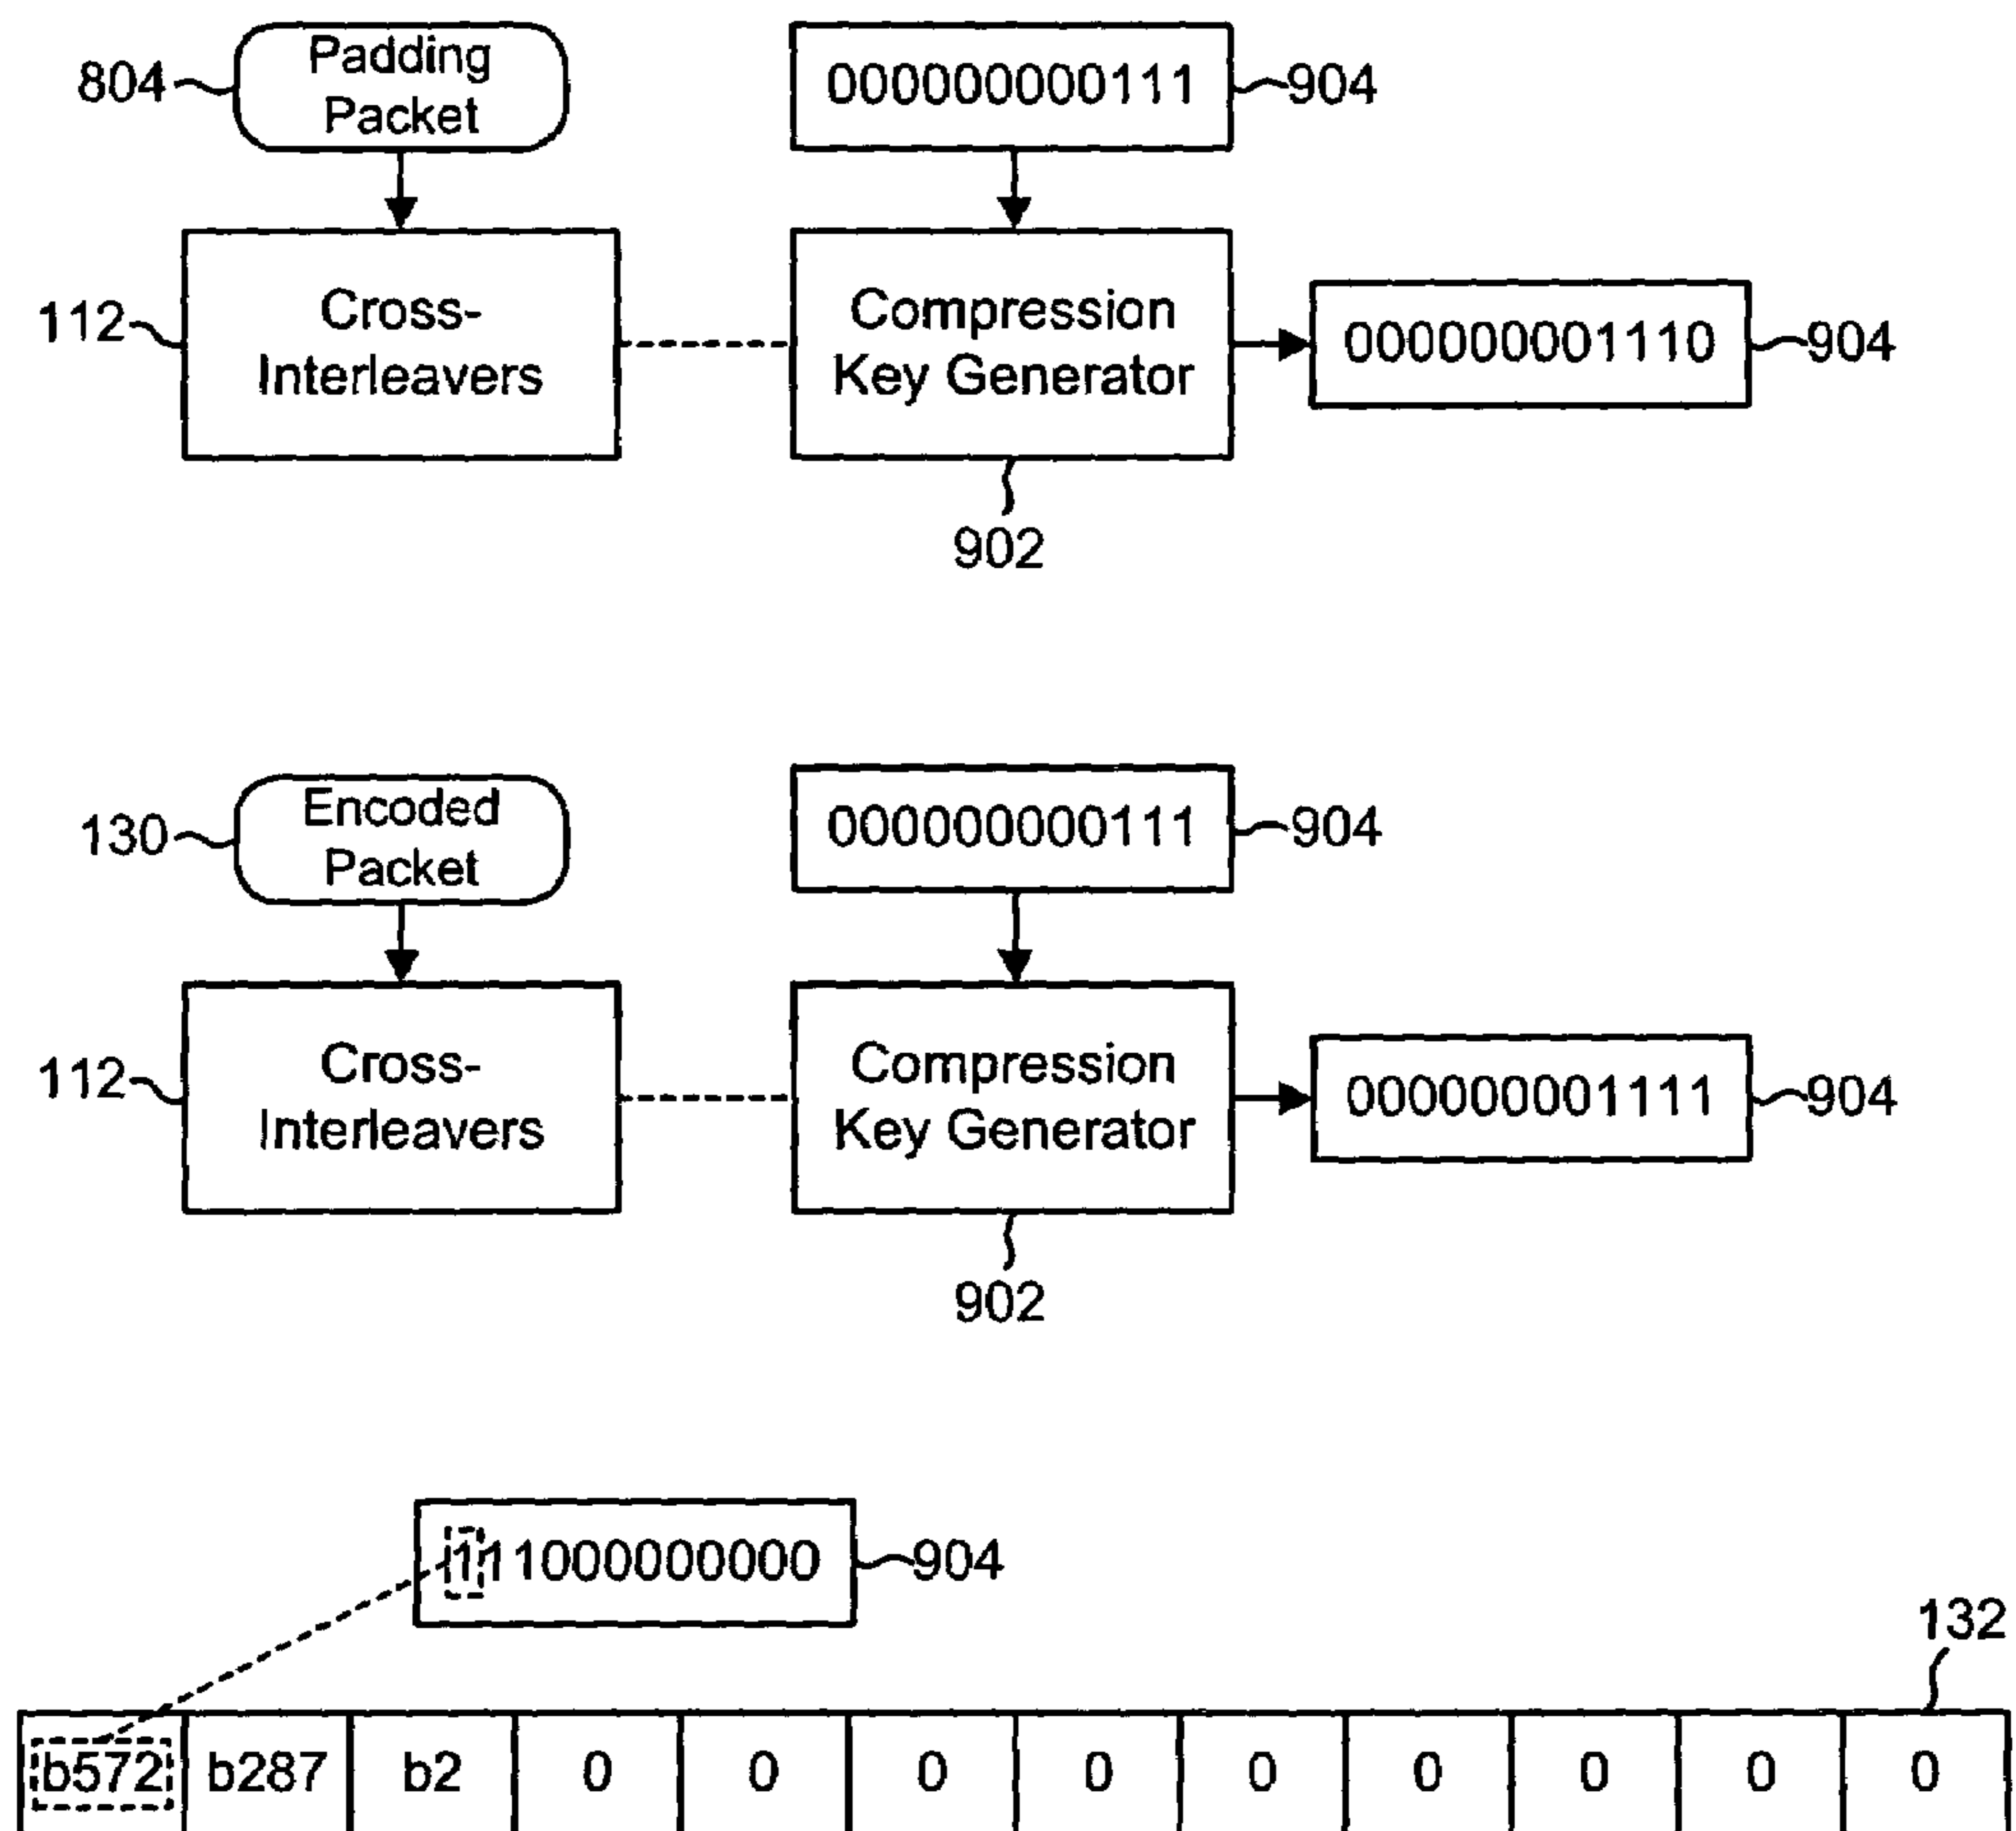 804
Padding
Packet
000000000111
904
112
Cross-
Interleavers
Compression
Key Generator
000000001110
904
902
130
Encoded
Packet
000000000111
904
112
Cross-
Interleavers
Compression
Key Generator
000000001111
904
902
111000000000
904
132
b572 b287 b2 0 0 0 0 0 0 0 0 0